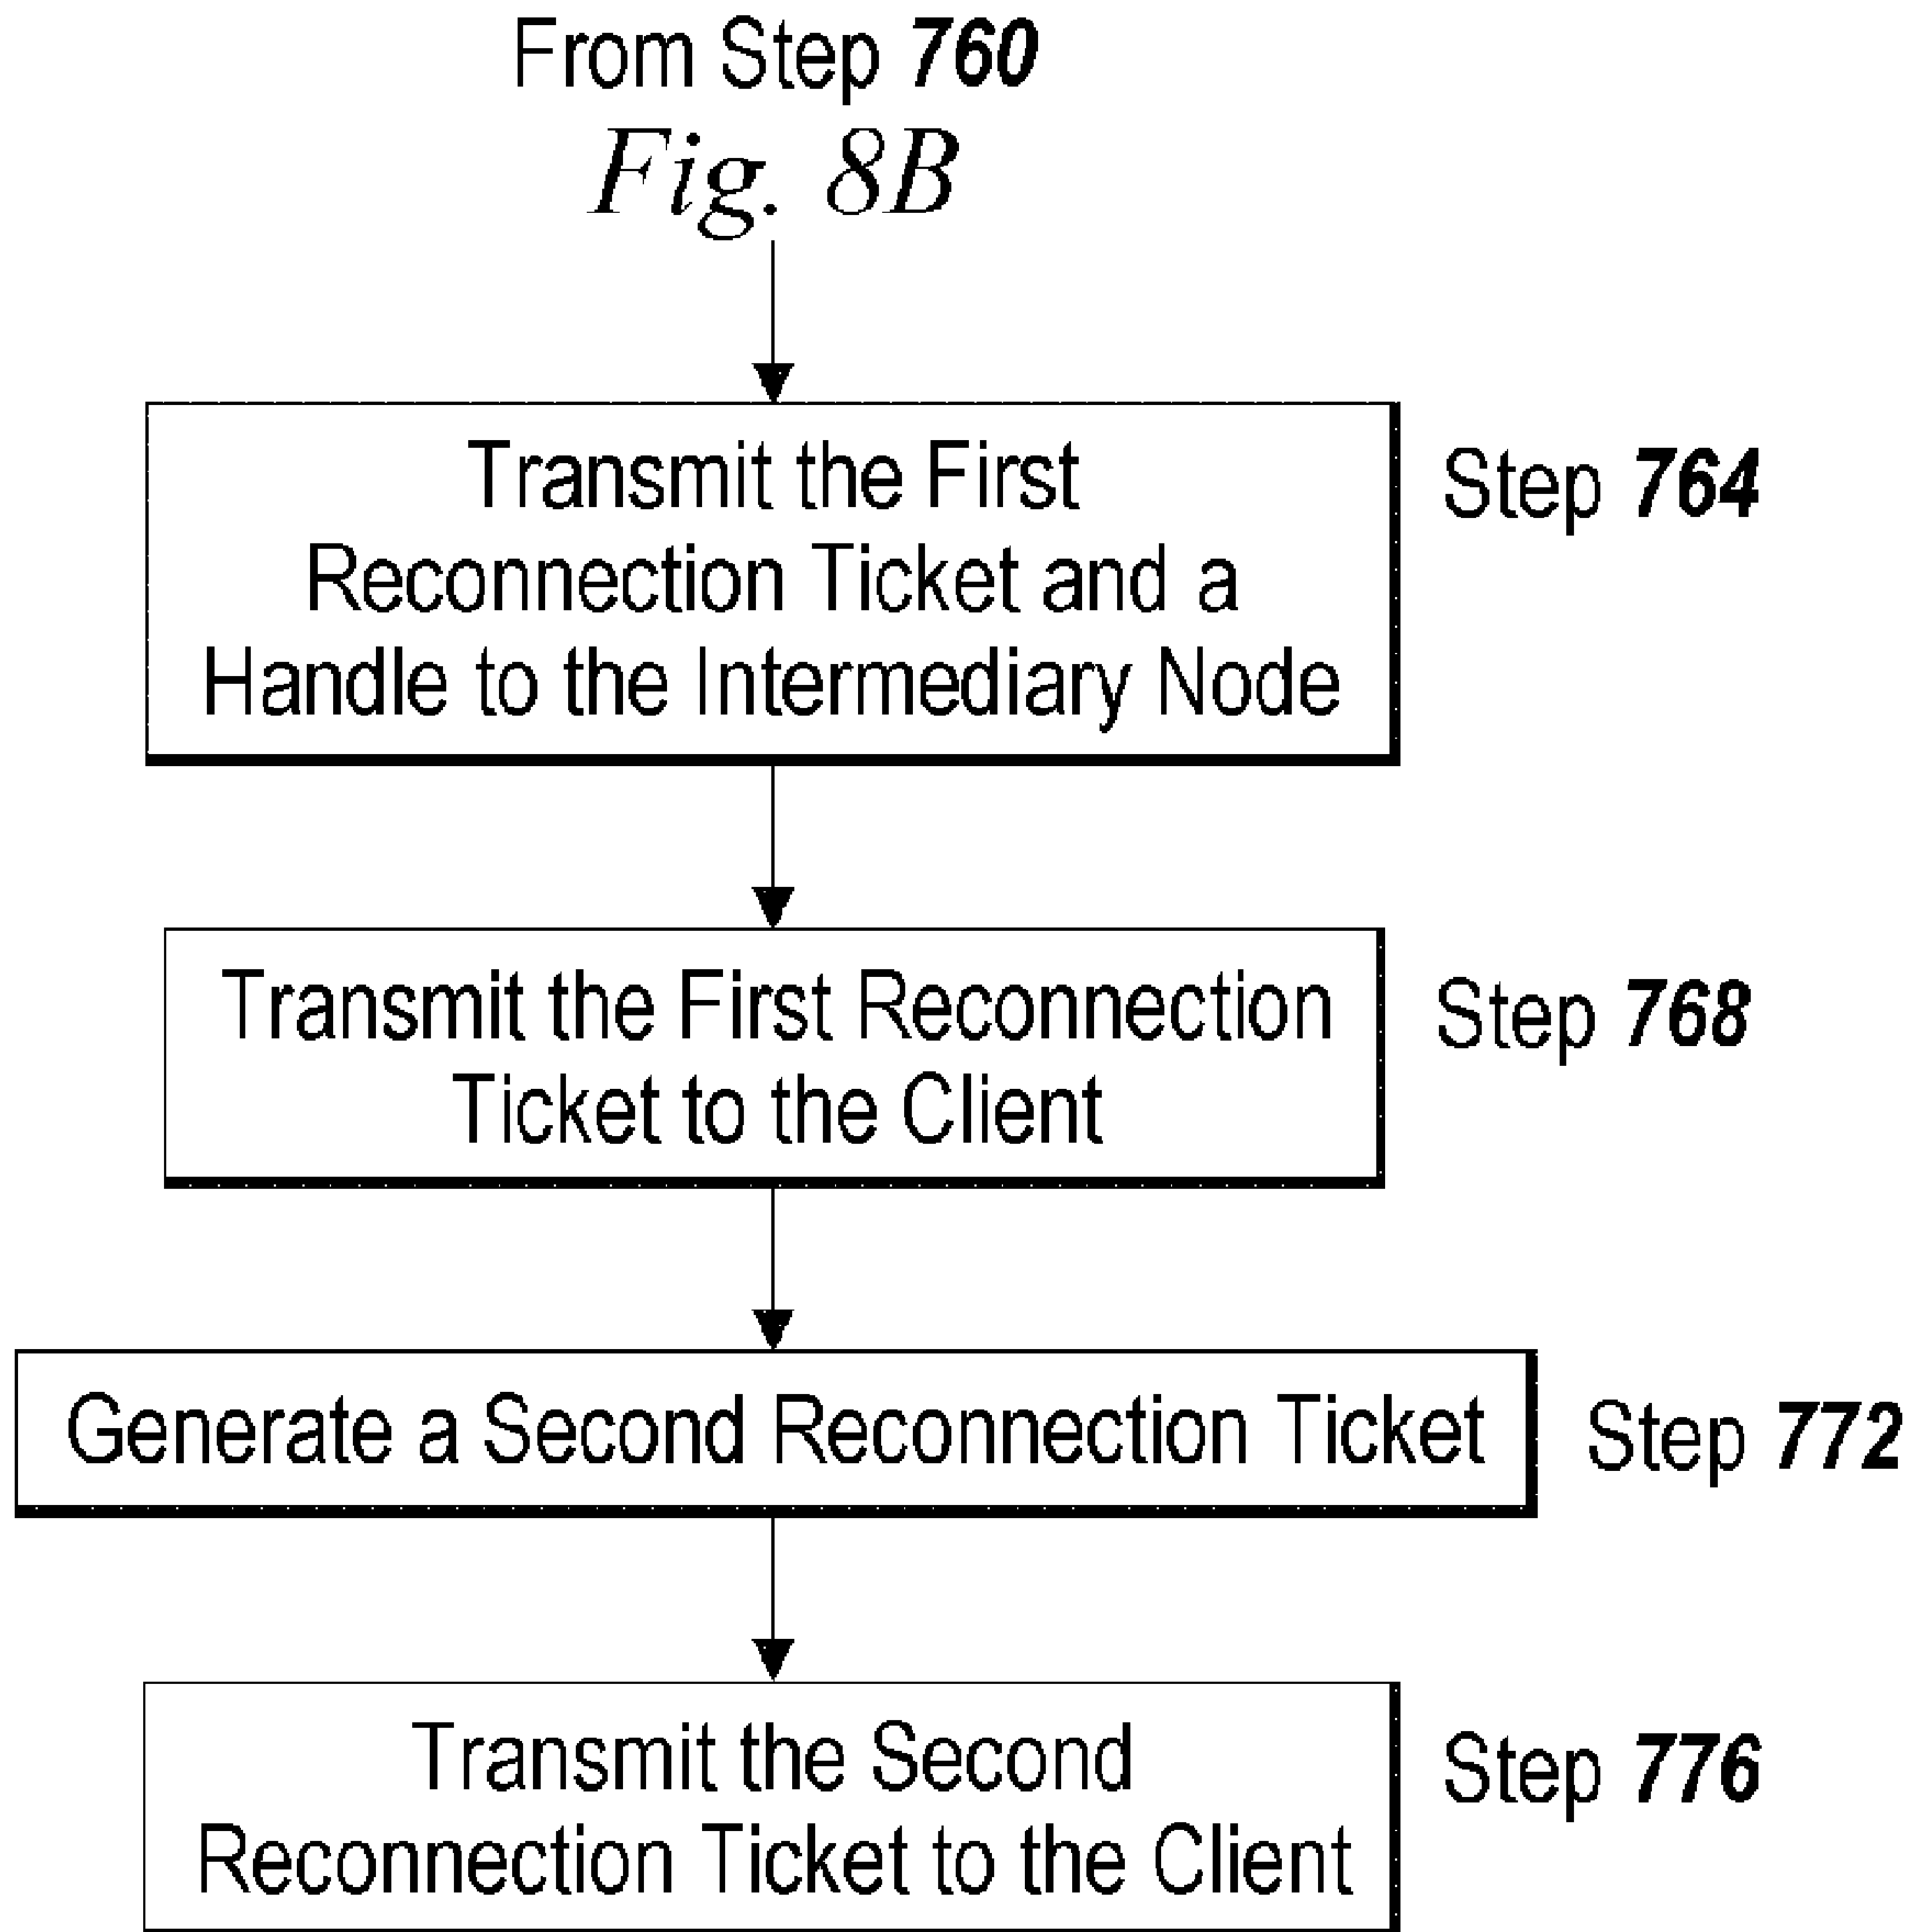 From Step 760
Fig. 8B
Transmit the First
Reconnection Ticket and a
Handle to the Intermediary Node
Step 764
Transmit the First Reconnection
Ticket to the Client
Step 768
Generate a Second Reconnection Ticket
Step 772
Transmit the Second
Reconnection Ticket to the Client
Step 776